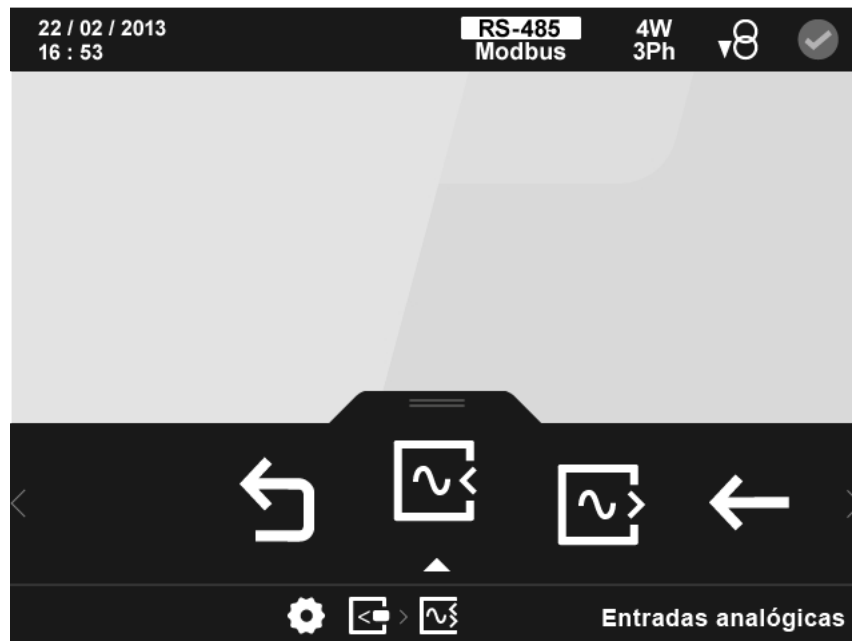 22 / 02 / 2013
16 : 53
RS-485
Modbus
4W
3Ph
Entradas analógicas